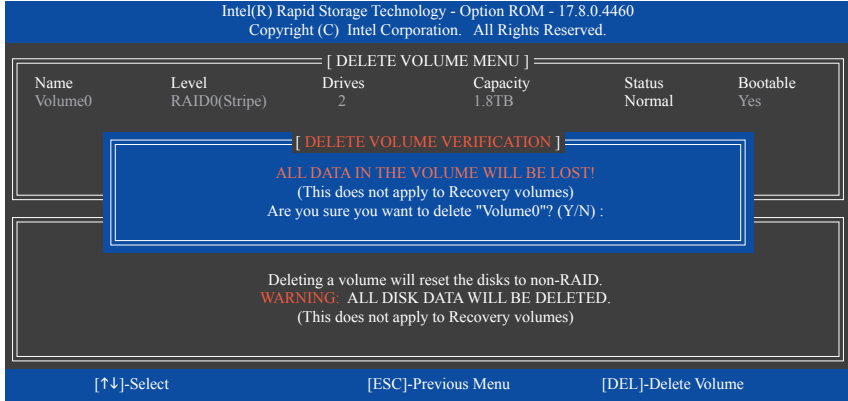 Intel(R) Rapid Storage Technology - Option ROM - 17.8.0.4460
Copyright (C) Intel Corporation. All Rights Reserved.
[ DELETE VOLUME MENU ]
Name Level Drives Capacity Status Bootable
Volume0 RAID0(Stripe) 2 1.8TB Normal Yes
[ DELETE VOLUME VERIFICATION ]
ALL DATA IN THE VOLUME WILL BE LOST!
(This does not apply to Recovery volumes)
Are you sure you want to delete "Volume0"? (Y/N) :
Deleting a volume will reset the disks to non-RAID.
WARNING: ALL DISK DATA WILL BE DELETED.
(This does not apply to Recovery volumes)
[↑↓]-Select [ESC]-Previous Menu [DEL]-Delete Volume